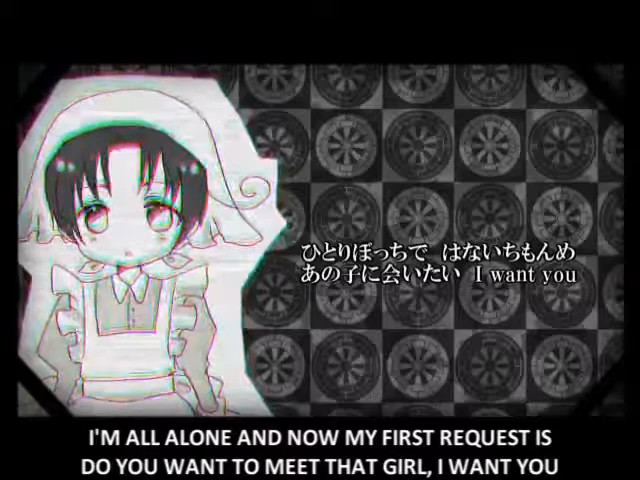 ひとりぼっちで はないちもんめ
あの子に会いたい I want you
I'M ALL ALONE AND NOW MY FIRST REQUEST IS
DO YOU WANT TO MEET THAT GIRL, I WANT YOU